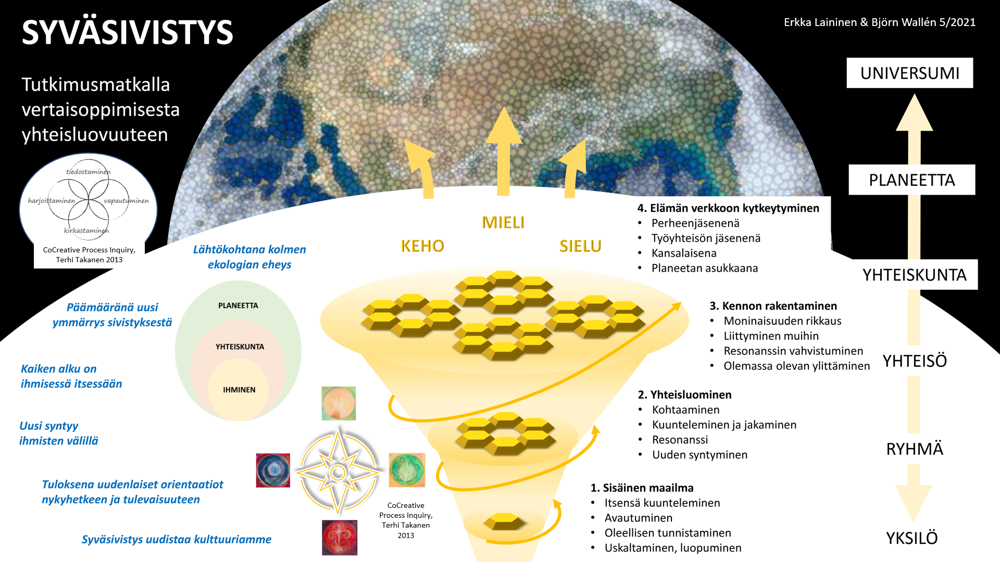 SYVÄSIVISTYS
Tutkimusmatkalla
vertaisoppimisesta
yhteisluovuuteen
tiedostaminen
harjoittaminen
vapautuminen
kirkastaminen
CoCreative Process Inquiry,
Terhi Takanen 2013
Erkka Laininen & Björn Wallén 5/2021
Lähtökohtana kolmen
ekologian eheys
Päämääränä uusi
ymmärrys sivistyksestä
Kaiken alku on
ihmisessä itsessään
Uusi syntyy
ihmisten välillä
Tuloksena uudenlaiset orientaatiot
nykyhetkeen ja tulevaisuuteen
Syväsivistys uudistaa kulttuuriamme
PLANEETTA
YHTEISKUNTA
IHMINEN
CoCreative
Process Inquiry,
Terhi Takanen
2013
KEHO
MIELI
SIELU
4. Elämän verkkoon kytkeytyminen
• Perheenjäsenenä
• Työyhteisön jäsenenä
• Kansalaisena
• Planeetan asukkaana
3. Kennon rakentaminen
• Moninaisuuden rikkaus
• Liittyminen muihin
• Resonanssin vahvistuminen
• Olemassa olevan ylittäminen
2. Yhteisluominen
• Kohtaaminen
• Kuunteleminen ja jakaminen
• Resonanssi
• Uuden syntyminen
1. Sisäinen maailma
• Itsensä kuunteleminen
• Avautuminen
• Oleellisen tunnistaminen
• Uskaltaminen, luopuminen
UNIVERSUMI
PLANEETTA
YHTEISKUNTA
YHTEISÖ
RYHMÄ
YKSILÖ